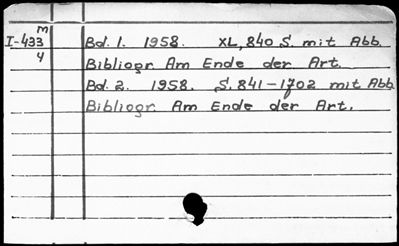 M
I-433 Bd. 1. 1958. XL, 840 S. mit Abb.
4
Bibliogr. Am Ende der Art.
Bd. 2. 1958. S. 841-1702 mit Abb.
Bibliogr. Am Ende der Art.